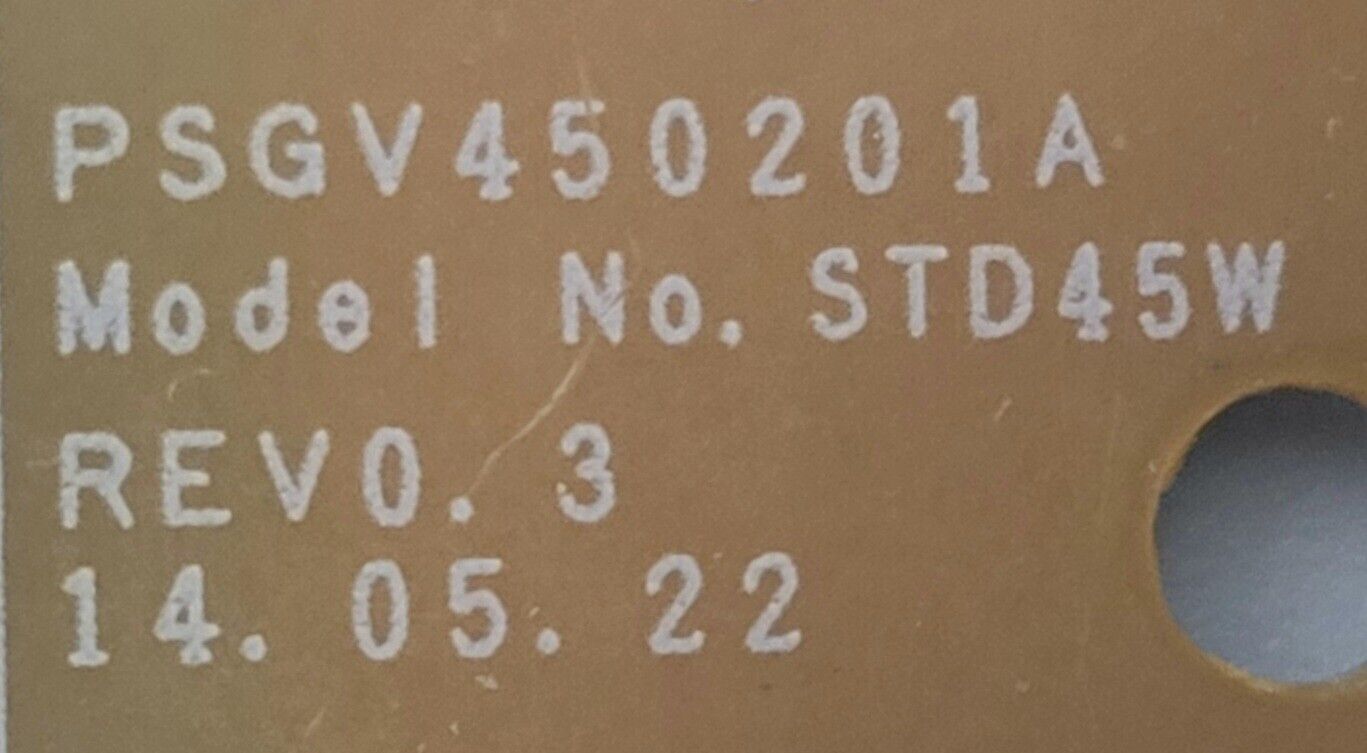 PSGV450201A
Model No. STD45W
REV0. 3
14. 05. 22